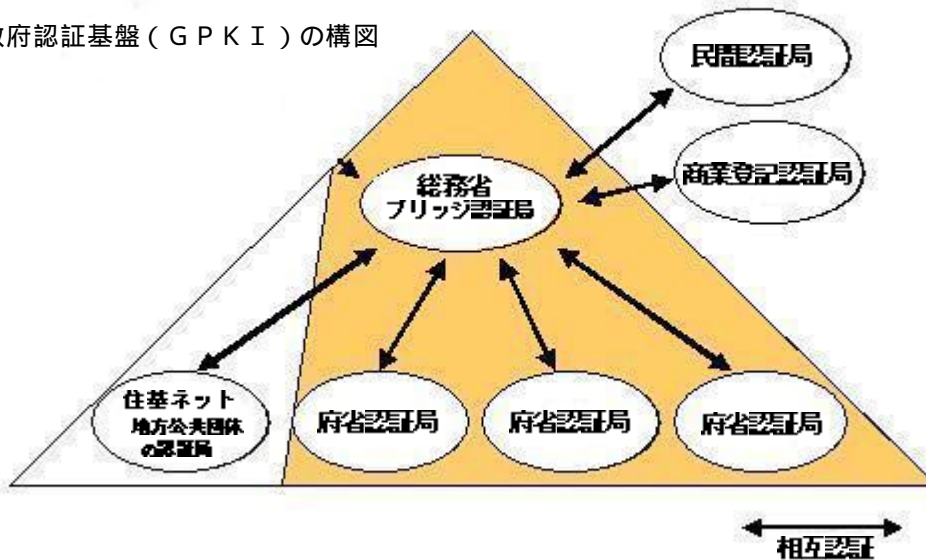 政府認証基盤(GPKI)の構図
民間認証局
商業登記認証局
総務省
ブリッジ認証局
住基ネット
地方公共団体
の認証局
府省認証局
府省認証局
府省認証局
相互認証